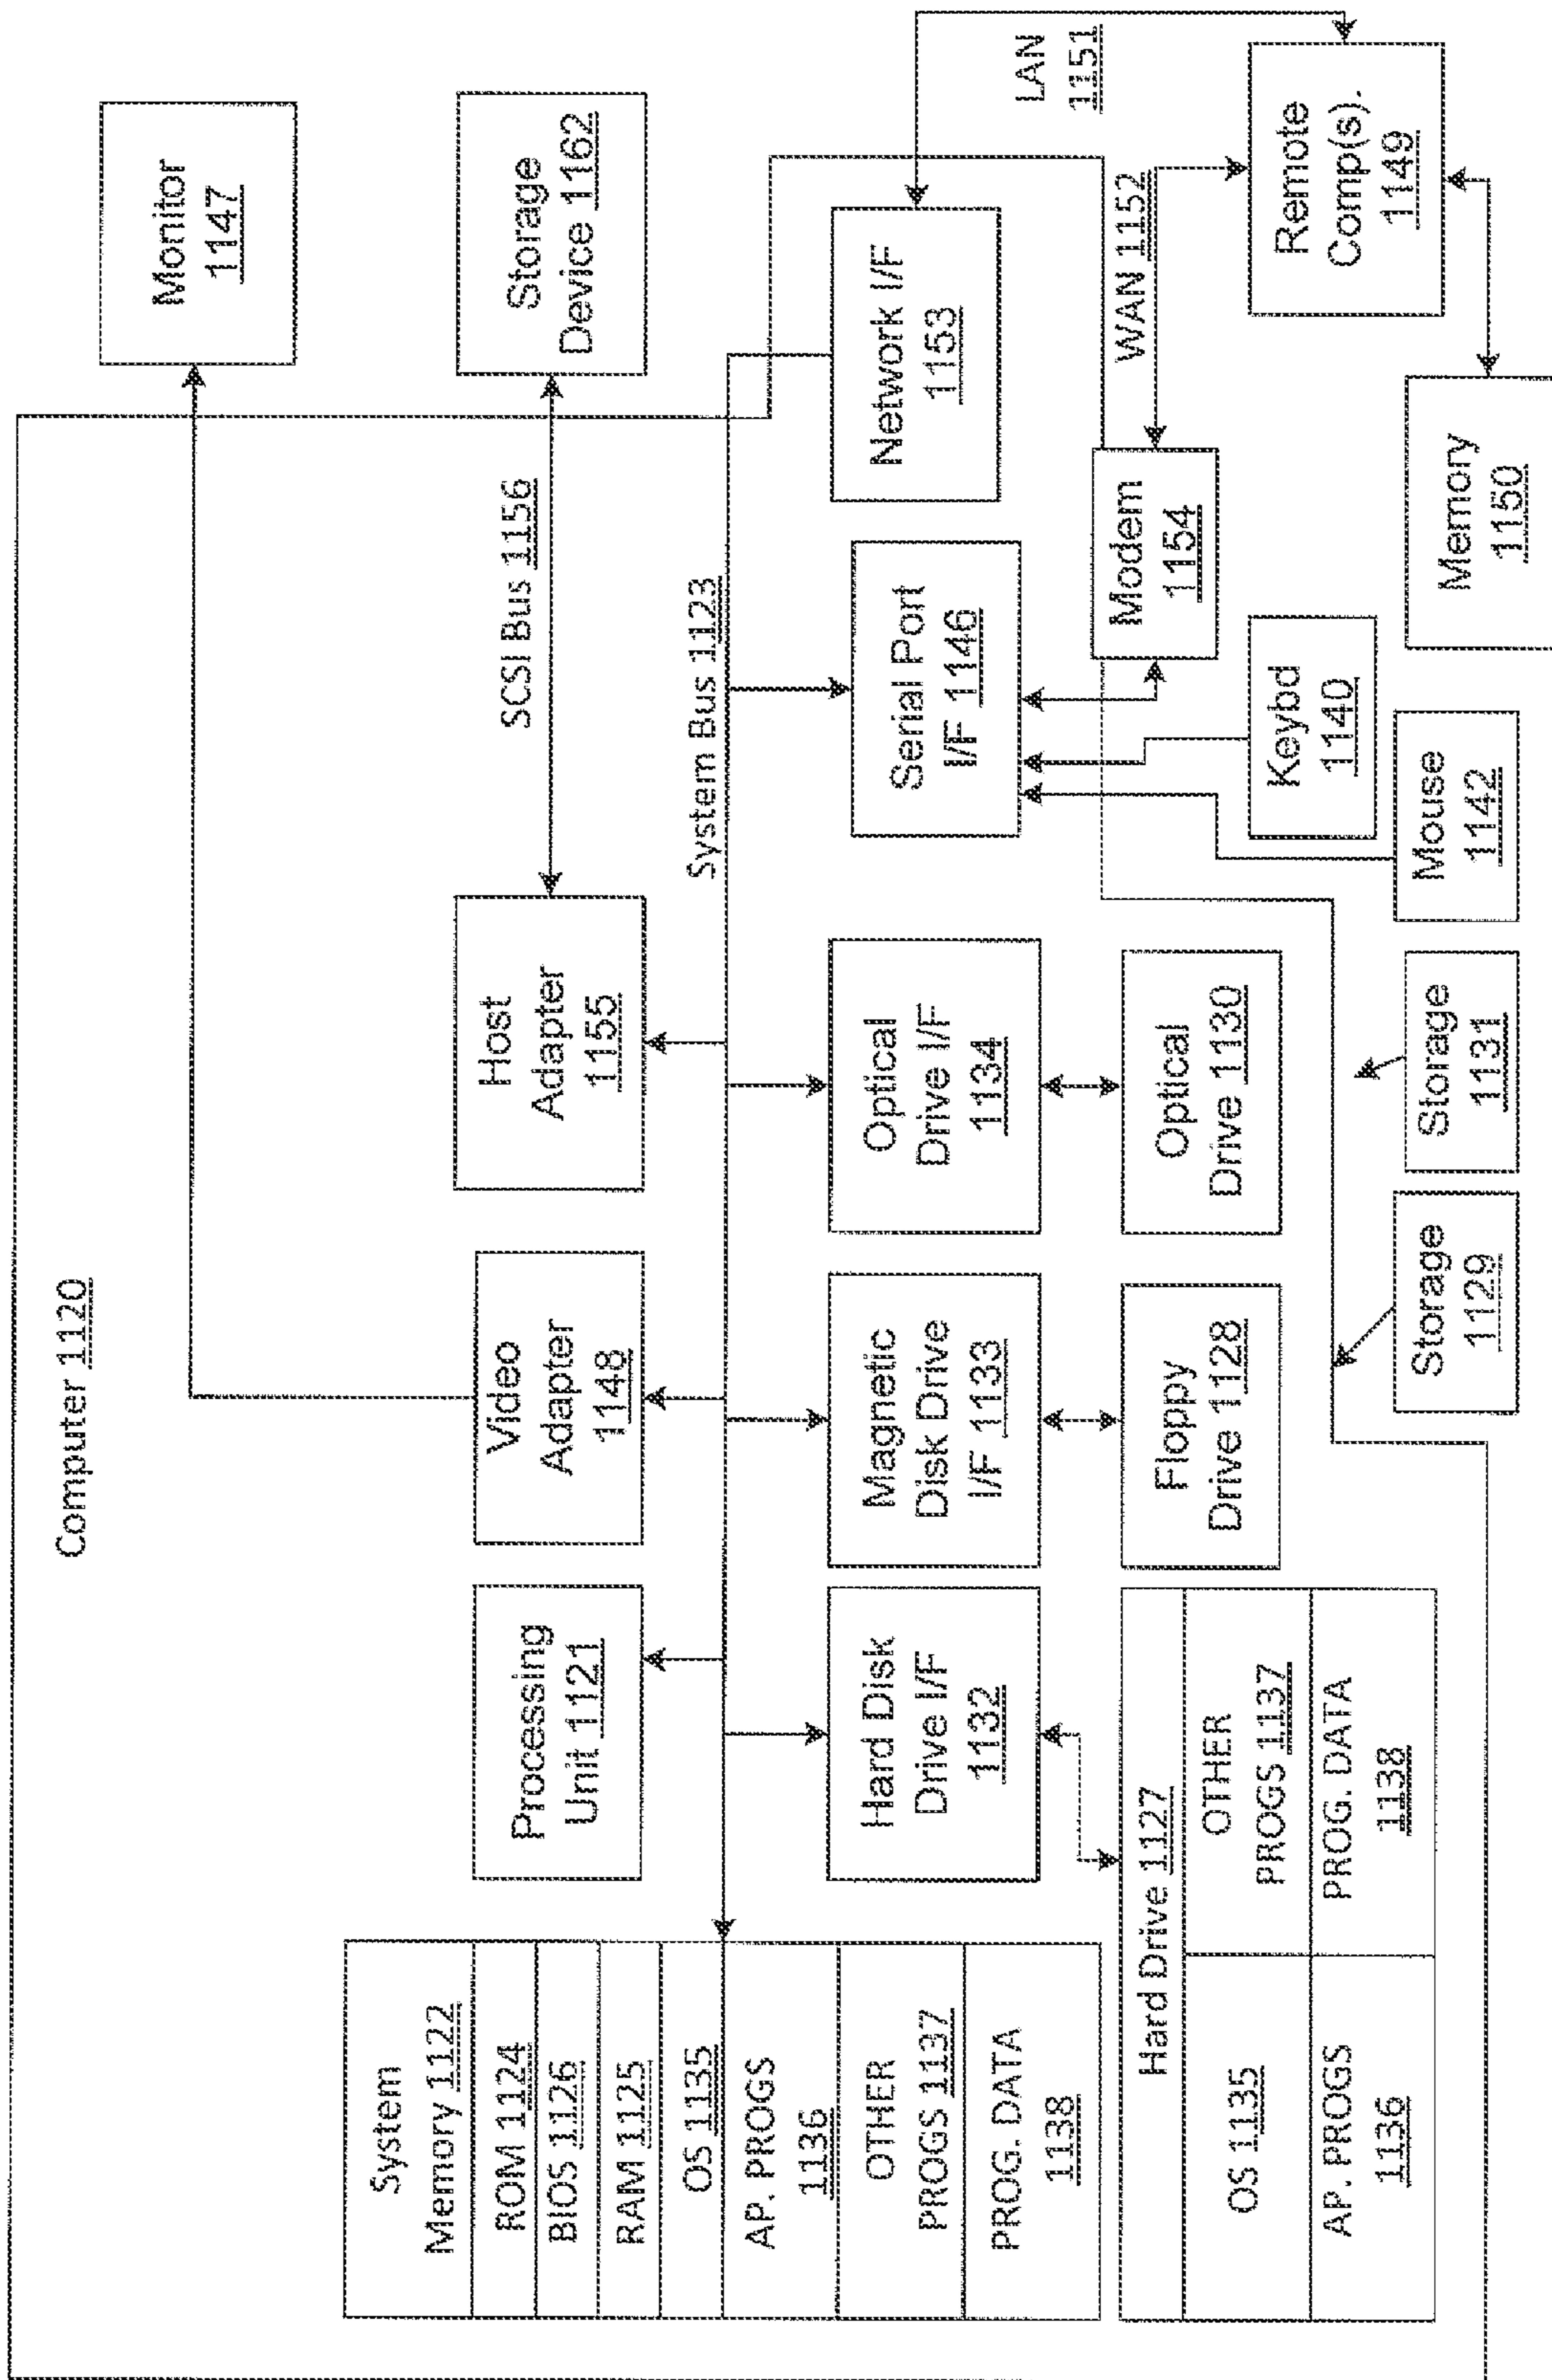 Computer 1120
Monitor
1147
Storage
Device 1162
SCSI Bus 1156
System
Memory 1122
ROM 1124
BIOS 1126
RAM 1125
OS 1135
AP. PROGS
1136
OTHER
PROGS 1137
PROG. DATA
1138
Processing
Unit 1121
Video
Adapter
1148
Host
Adapter
1155
System Bus 1123
Hard Disk
Drive I/F
1132
Magnetic
Disk Drive
I/F 1133
Optical
Drive I/F
1134
Serial Port
I/F 1146
Network I/F
1153
LAN
1151
Hard Drive 1127
OS 1135
OTHER
PROGS 1137
AP. PROGS
1136
PROG. DATA
1138
Floppy
Drive 1128
Optical
Drive 1130
Modem
1154
WAN 1152
Remote
Comp(s).
1149
Keybd
1140
Mouse
1142
Storage
1129
Storage
1131
Memory
1150